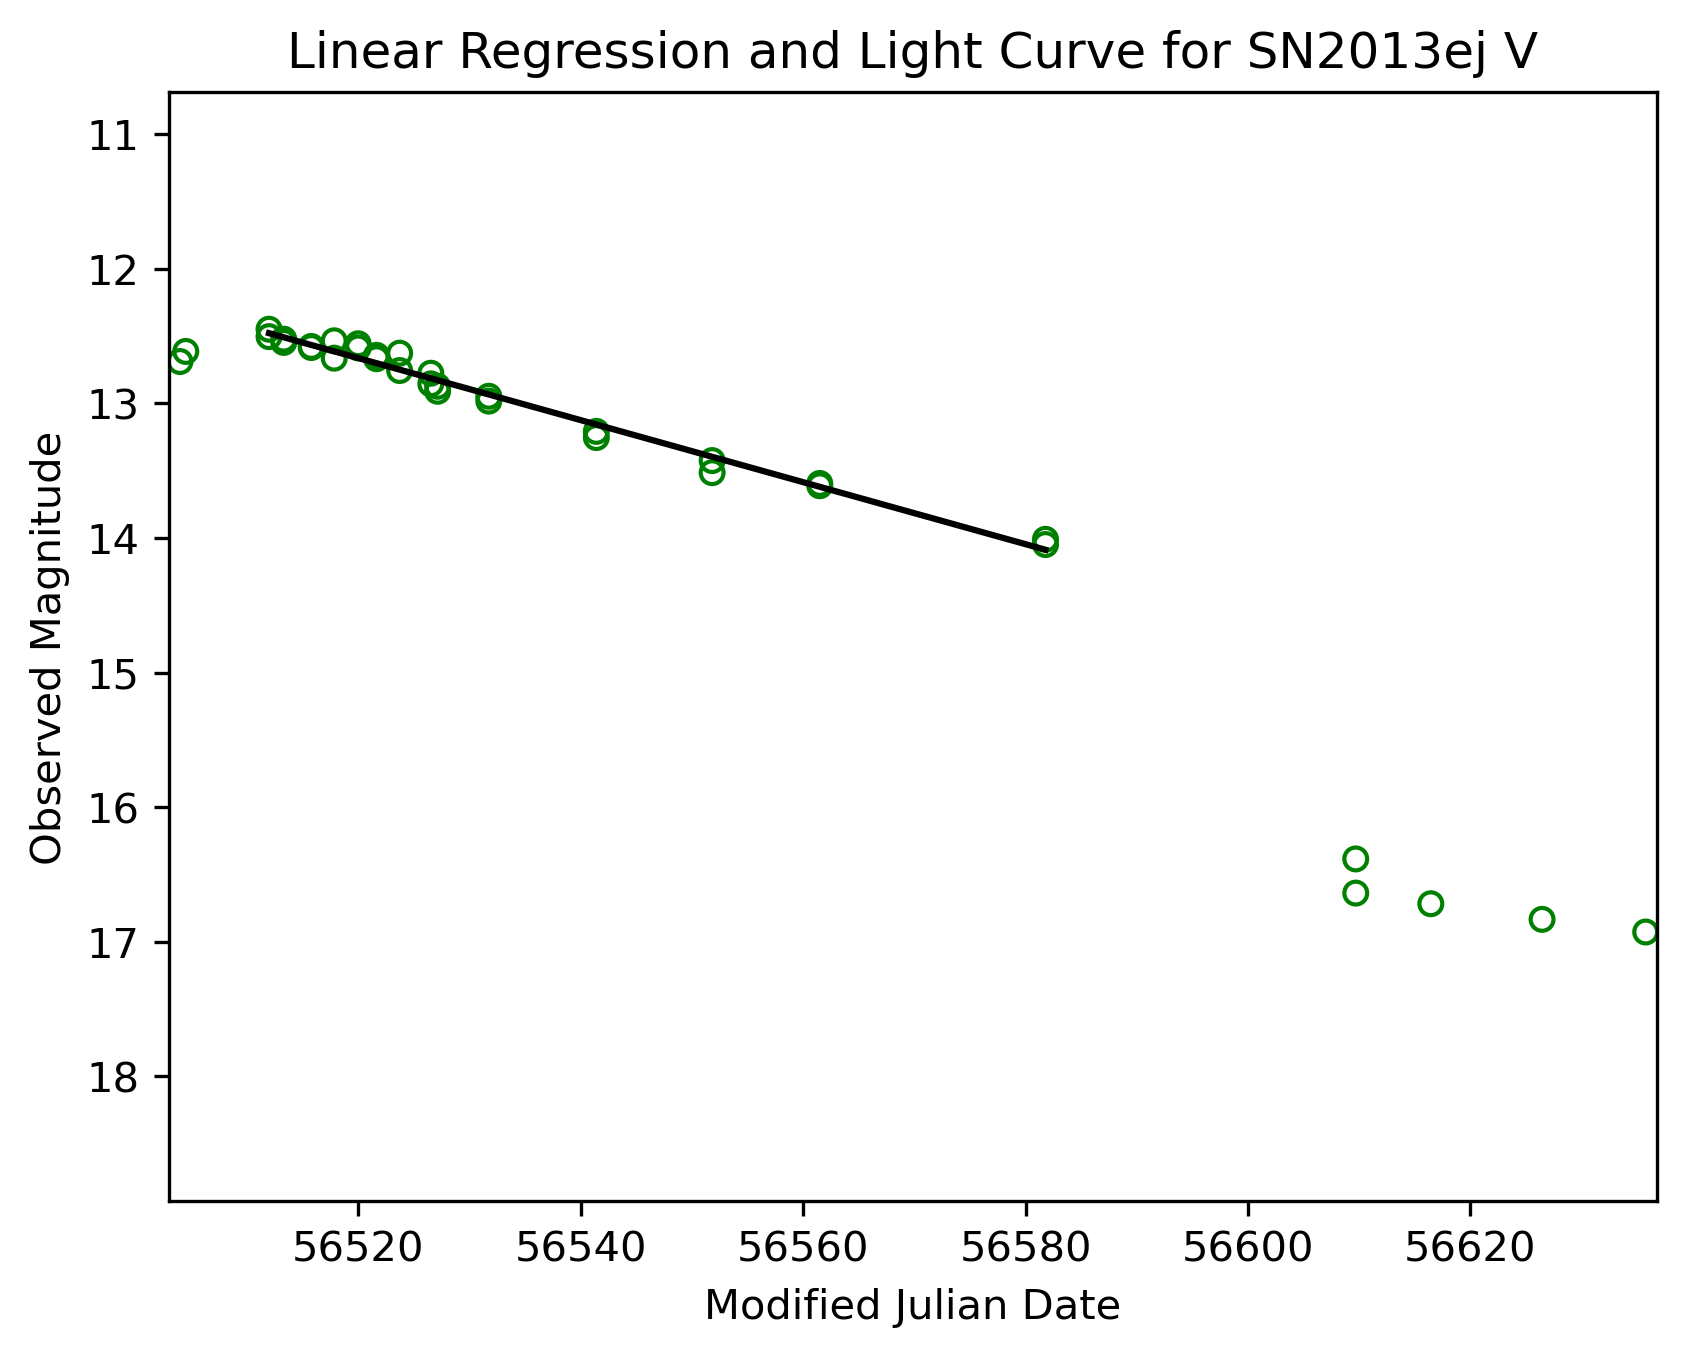 Linear Regression and Light Curve for SN2013ej V
11
12
13
14
15
16
17
18
Observed Magnitude
56520 56540 56560 56580 56600 56620
Modified Julian Date